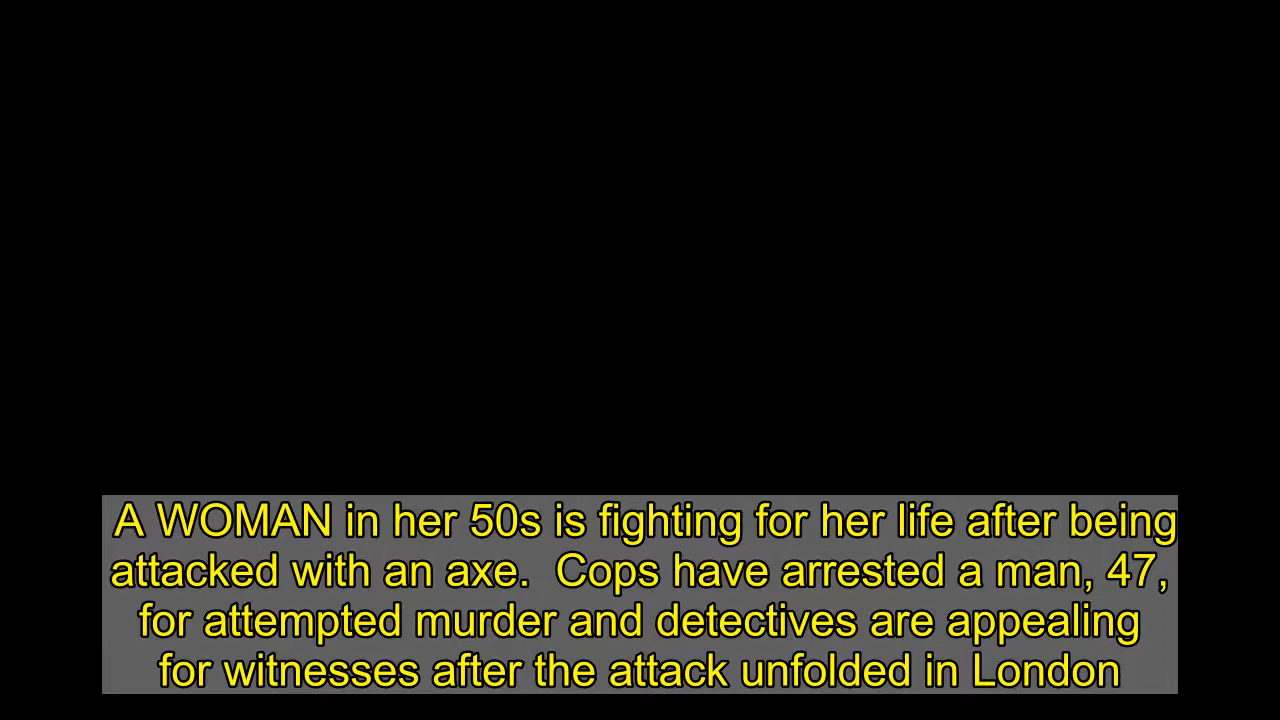 A WOMAN in her 50s is fighting for her life after being
attacked with an axe.  Cops have arrested a man, 47,
for attempted murder and detectives are appealing
for witnesses after the attack unfolded in London